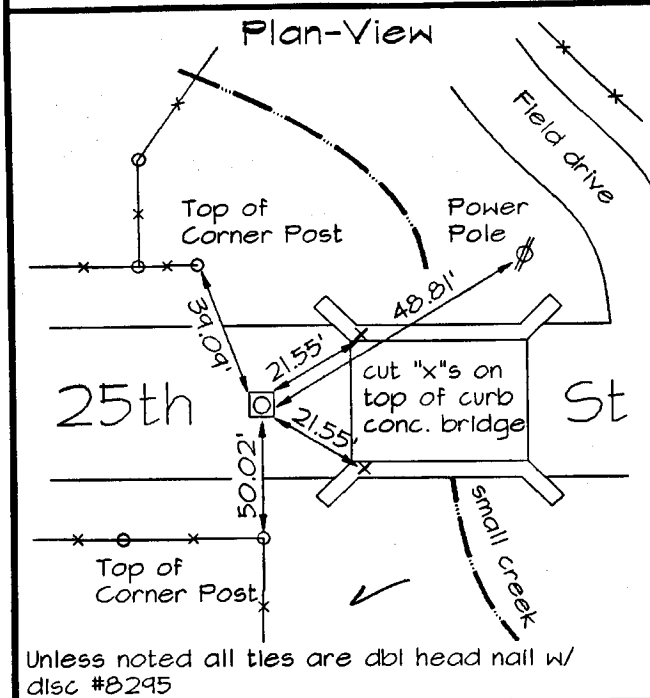 Plan-View
Field drive
Top of
Corner Post
Power
Pole
48.81'
39.09'
21.55'
25th
cut "x"s on
top of curb
conc. bridge
St
21.55'
50.02'
small creek
Top of
Corner Post
Unless noted all ties are dbl head nail w/
disc #8295